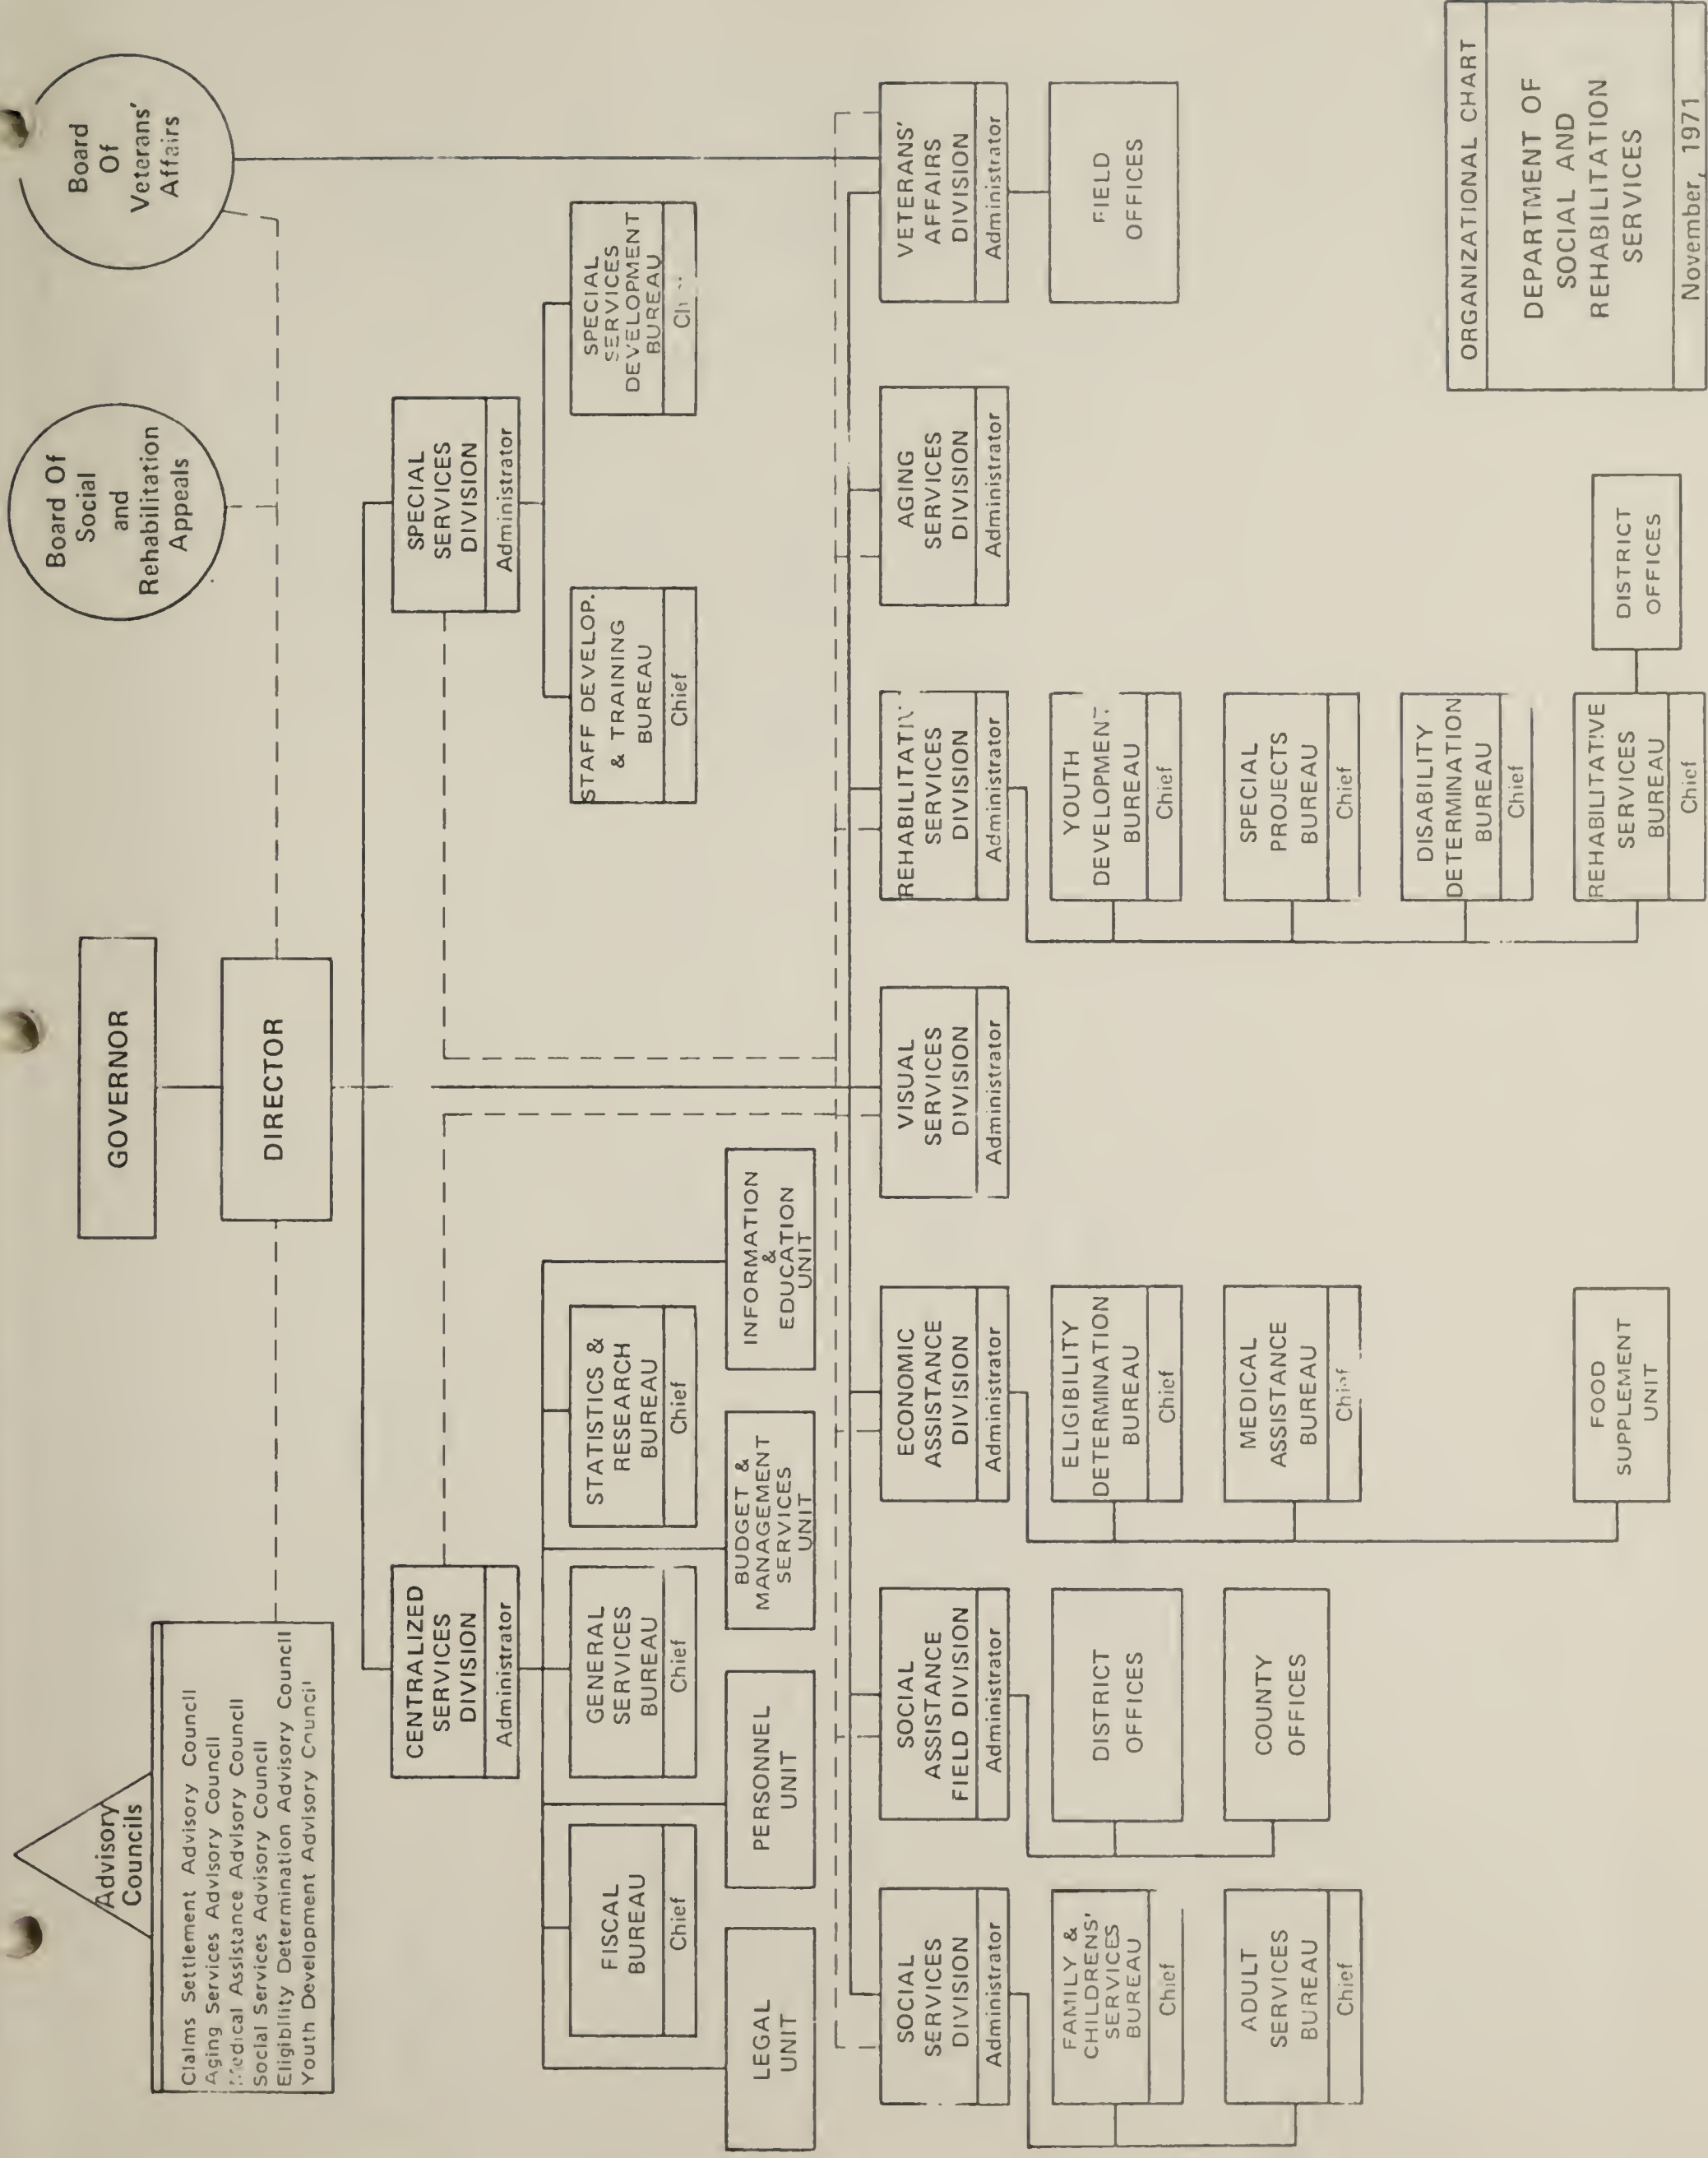 GOVERNOR
DIRECTOR
Advisory
Councils
Claims Settlement Advisory Council
Aging Services Advisory Council
Medical Assistance Advisory Council
Social Services Advisory Council
Eligibility Determination Advisory Council
Youth Development Advisory Council
Board Of
Social
and
Rehabilitation
Appeals
Board
Of
Veterans'
Affairs
CENTRALIZED
SERVICES
DIVISION
Administrator
SPECIAL
SERVICES
DIVISION
Administrator
FISCAL
BUREAU
Chief
GENERAL
SERVICES
BUREAU
Chief
STATISTICS &
RESEARCH
BUREAU
Chief
STAFF DEVELOP.
& TRAINING
BUREAU
Chief
SPECIAL
SERVICES
DEVELOPMENT
BUREAU
LEGAL
UNIT
PERSONNEL
UNIT
BUDGET &
MANAGEMENT
SERVICES
UNIT
INFORMATION
&
EDUCATION
UNIT
SOCIAL
SERVICES
DIVISION
Administrator
SOCIAL
ASSISTANCE
FIELD DIVISION
Administrator
ECONOMIC
ASSISTANCE
DIVISION
Administrator
VISUAL
SERVICES
DIVISION
Administrator
REHABILITATIV
SERVICES
DIVISION
Administrator
AGING
SERVICES
DIVISION
Administrator
VETERANS'
AFFAIRS
DIVISION
Administrator
FAMILY &
CHILDRENS'
SERVICES
BUREAU
Chief
DISTRICT
OFFICES
ELIGIBILITY
DETERMINATION
BUREAU
Chief
YOUTH
DEVELOPMENT
BUREAU
Chief
FIELD
OFFICES
ADULT
SERVICES
BUREAU
Chief
COUNTY
OFFICES
MEDICAL
ASSISTANCE
BUREAU
Chief
SPECIAL
PROJECTS
BUREAU
Chief
DISABILITY
DETERMINATION
BUREAU
Chief
FOOD
SUPPLEMENT
UNIT
REHABILITATIVE
SERVICES
BUREAU
Chief
DISTRICT
OFFICES
ORGANIZATIONAL CHART
DEPARTMENT OF
SOCIAL AND
REHABILITATION
SERVICES
November, 1971